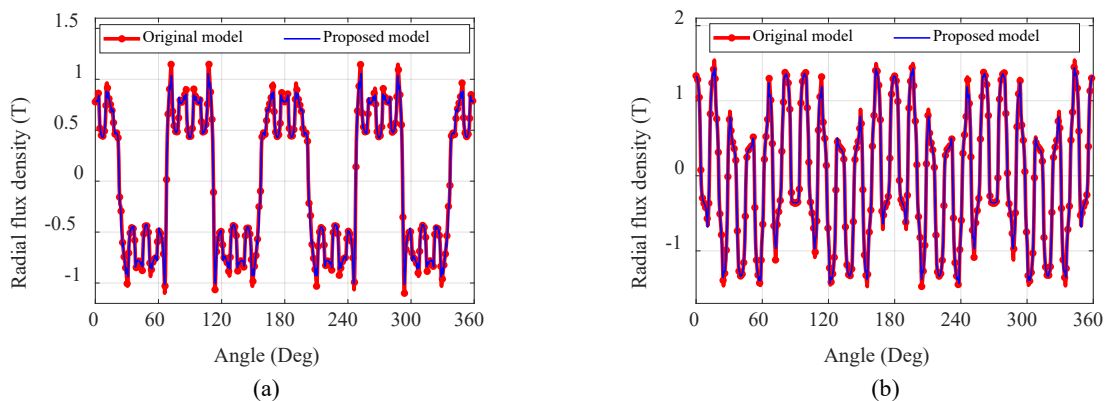 Original model Proposed model
1.5
1
0.5
0
-0.5
-1
Radial flux density (T)
0 60 120 180 240 300 360
Angle (Deg)
(a)
Original model Proposed model
2
1
0
-1
Radial flux density (T)
0 60 120 180 240 300 360
Angle (Deg)
(b)